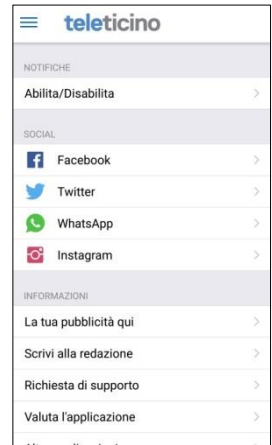 teleticino
NOTIFICHE
Abilita/Disabilita
SOCIAL
Facebook
Twitter
WhatsApp
Instagram
INFORMAZIONI
La tua pubblicità qui
Scrivi alla redazione
Richiesta di supporto
Valuta l'applicazione